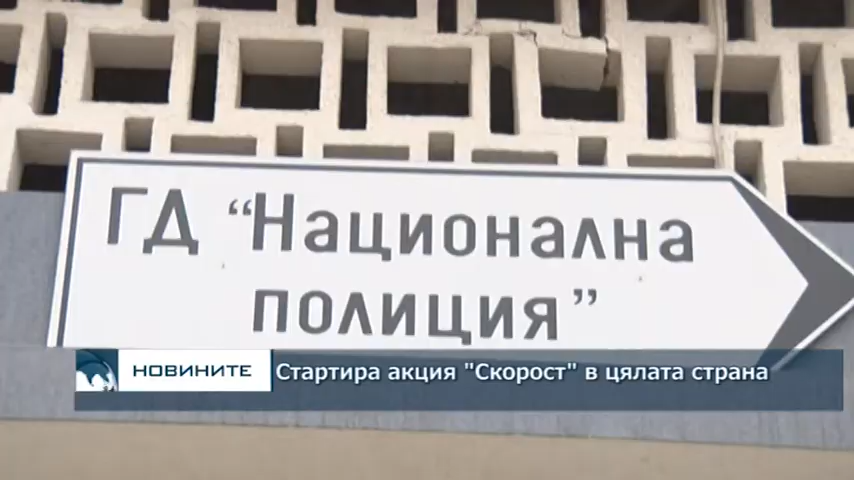 ГД “Национална
полиция”
НОВИНИТЕ
Стартира акция "Скорост" в цялата страна